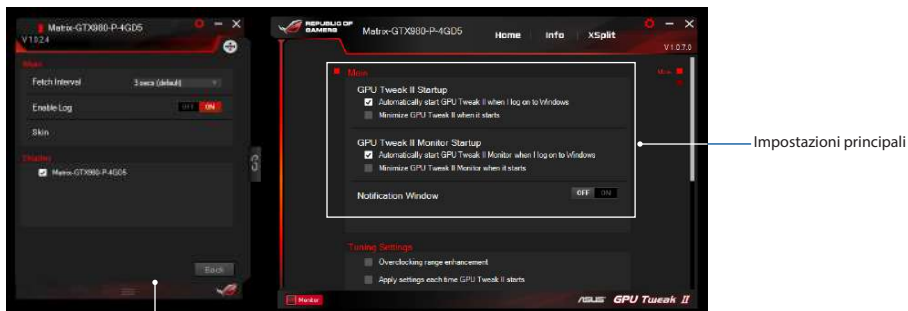 Matrix-GTX980-P-4GD5
V 1.0.2.4
Main
Fetch Interval
3 secs (default)
Enable Log
OFF ON
Skin
Display
Matrix-GTX980-P-4GD5
Back
REPUBLIC OF GAMERS
Matrix-GTX980-P-4GD5
Home Info XSplit
V 1.0.7.0
Main
Main
GPU Tweak II Startup
Automatically start GPU Tweak II when I log on to Windows
Minimize GPU Tweak II when it starts
GPU Tweak II Monitor Startup
Automatically start GPU Tweak II Monitor when I log on to Windows
Minimize GPU Tweak II Monitor when it starts
Notification Window
OFF ON
Tuning Settings
Overclocking range enhancement
Apply settings each time GPU Tweak II starts
Monitor
ASUS GPU Tweak II
Impostazioni principali